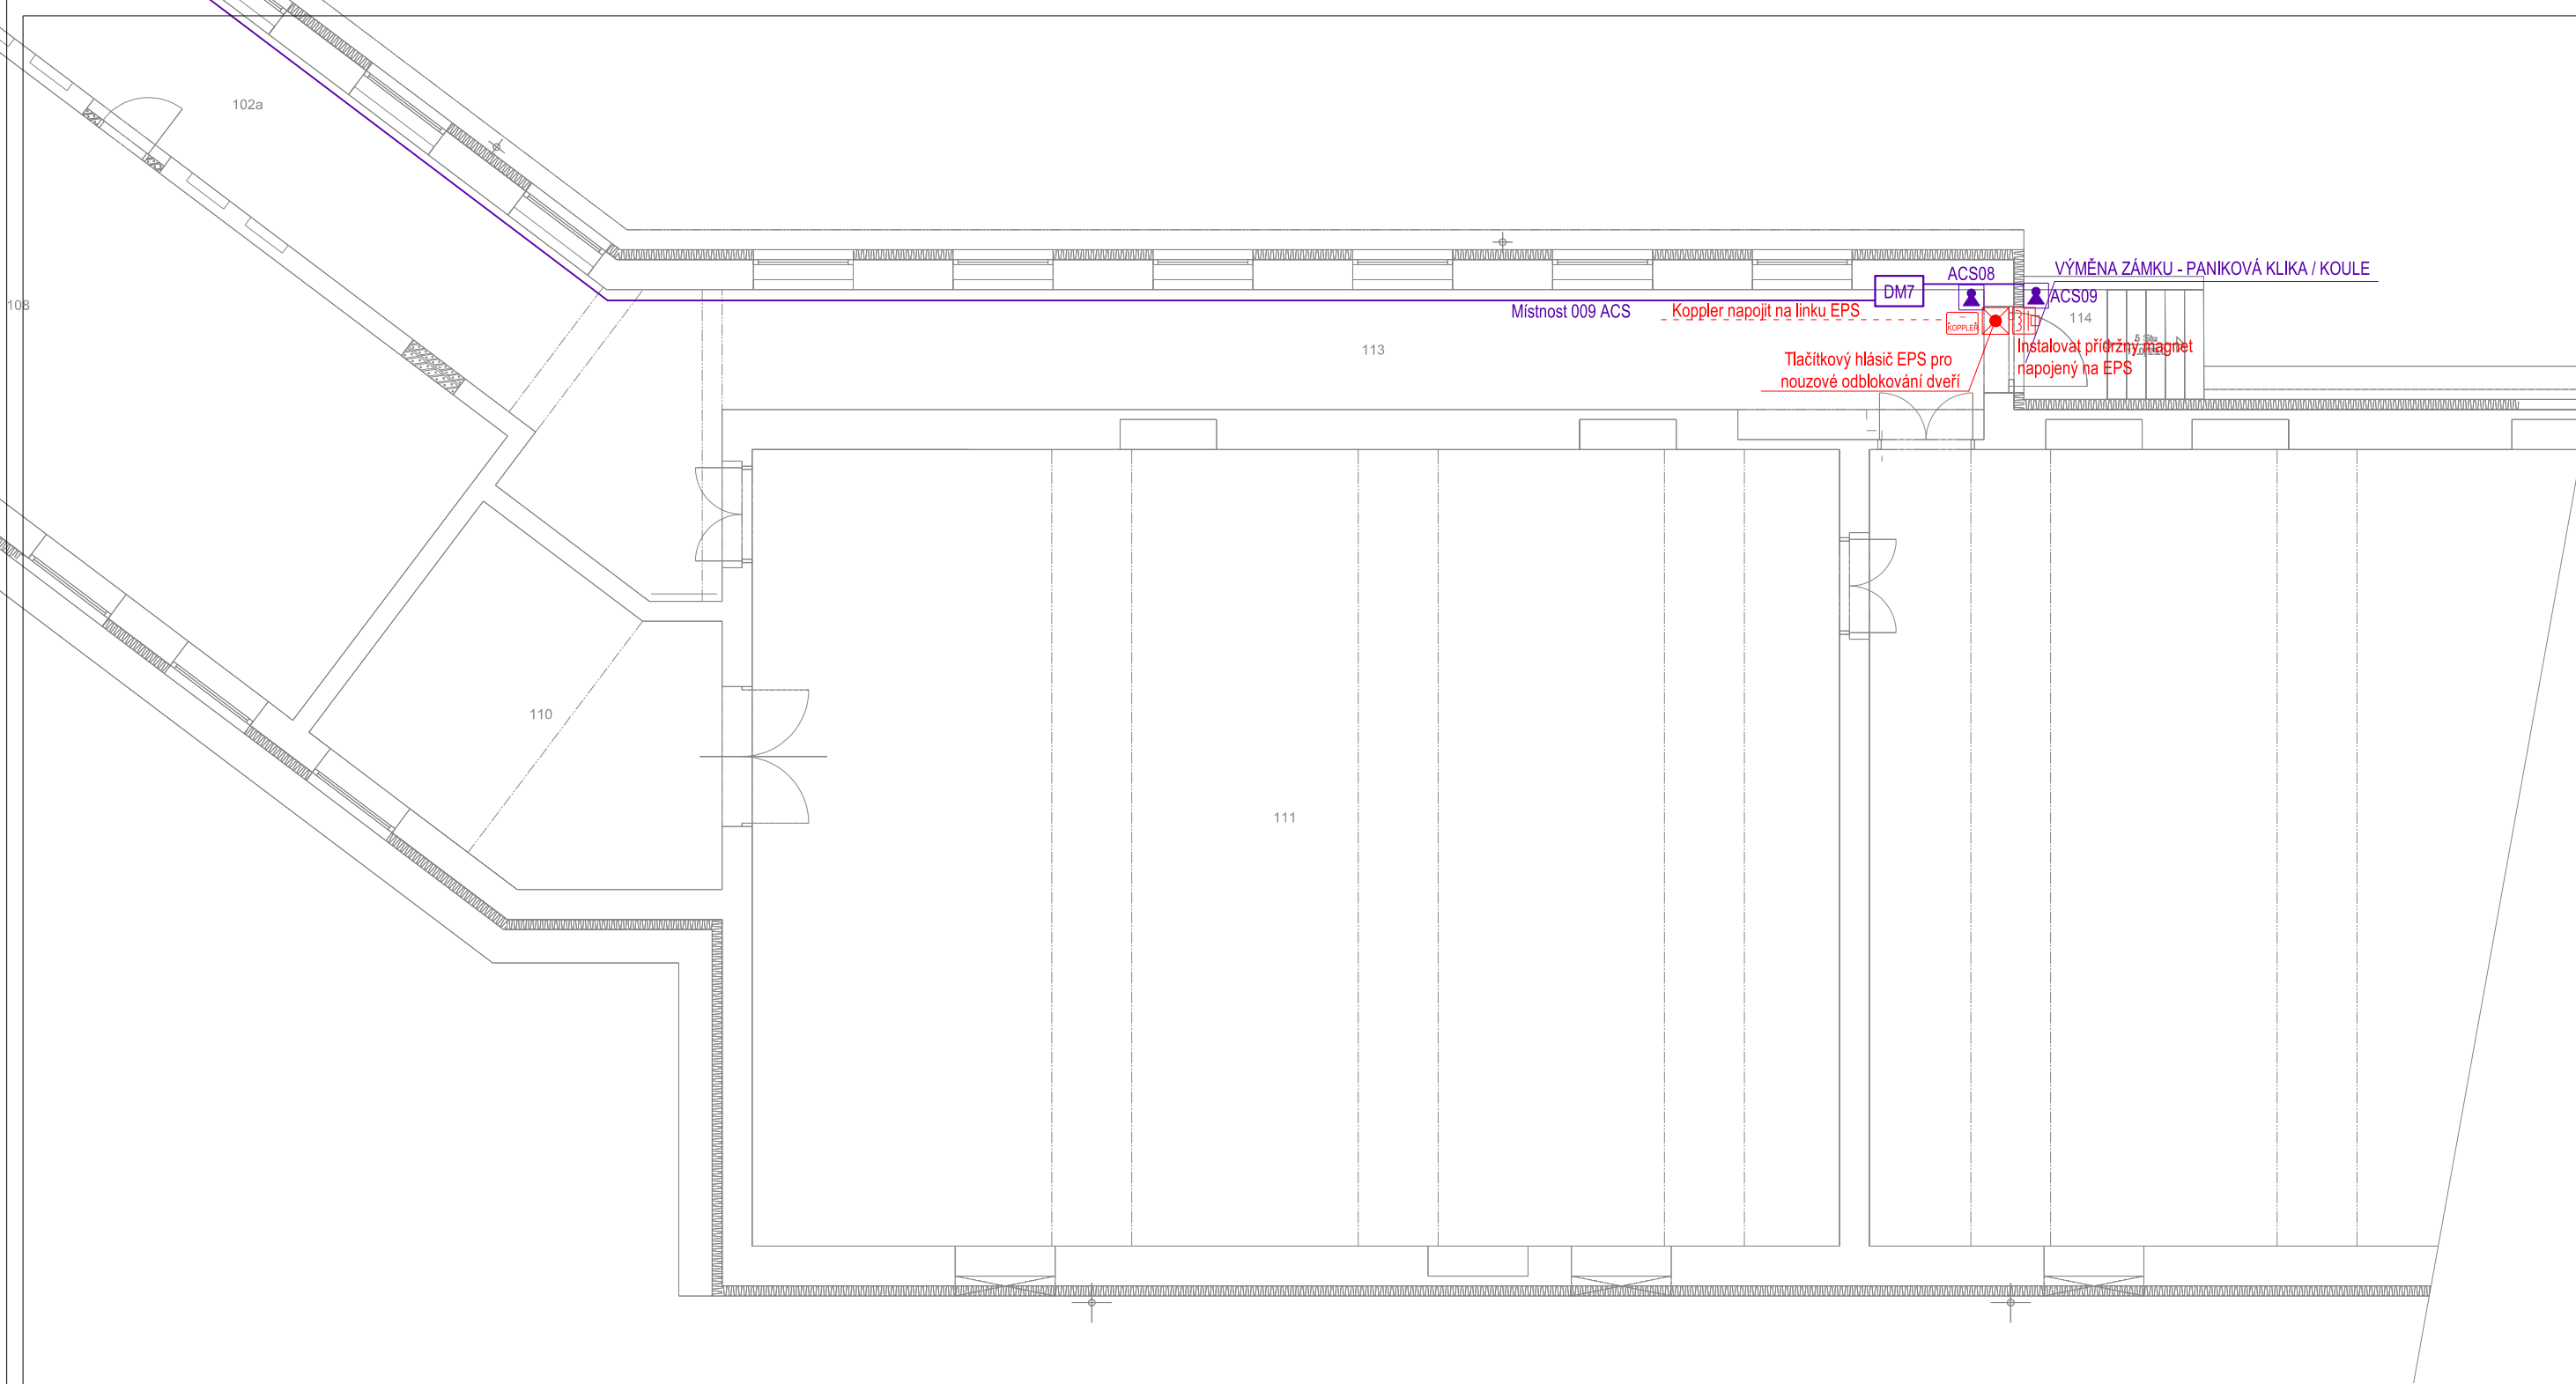 102a
108
VÝMĚNA ZÁMKU - PANIKOVÁ KLIKA / KOULE
ACS08
DM7
ACS09
Místnost 009 ACS
Koppler napojit na linku EPS
KOPPLER
114
113
Tlačítkový hlásič EPS pro
nouzové odblokování dveří
Instalovat přídržný magnet
napojený na EPS
110
111